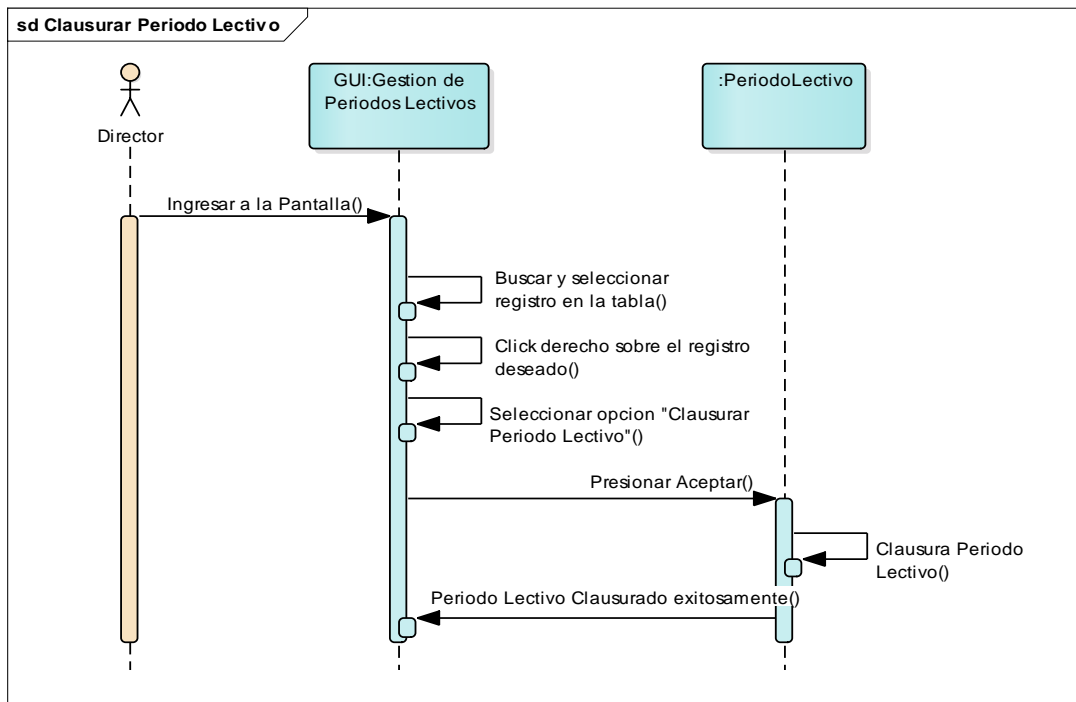 sd Clausurar Periodo Lectivo
Director
GUI:Gestion de
Periodos Lectivos
:PeriodoLectivo
Ingresar a la Pantalla()
Buscar y seleccionar
registro en la tabla()
Click derecho sobre el registro
deseado()
Seleccionar opcion "Clausurar
Periodo Lectivo"()
Presionar Aceptar()
Clausura Periodo
Lectivo()
Periodo Lectivo Clausurado exitosamente()